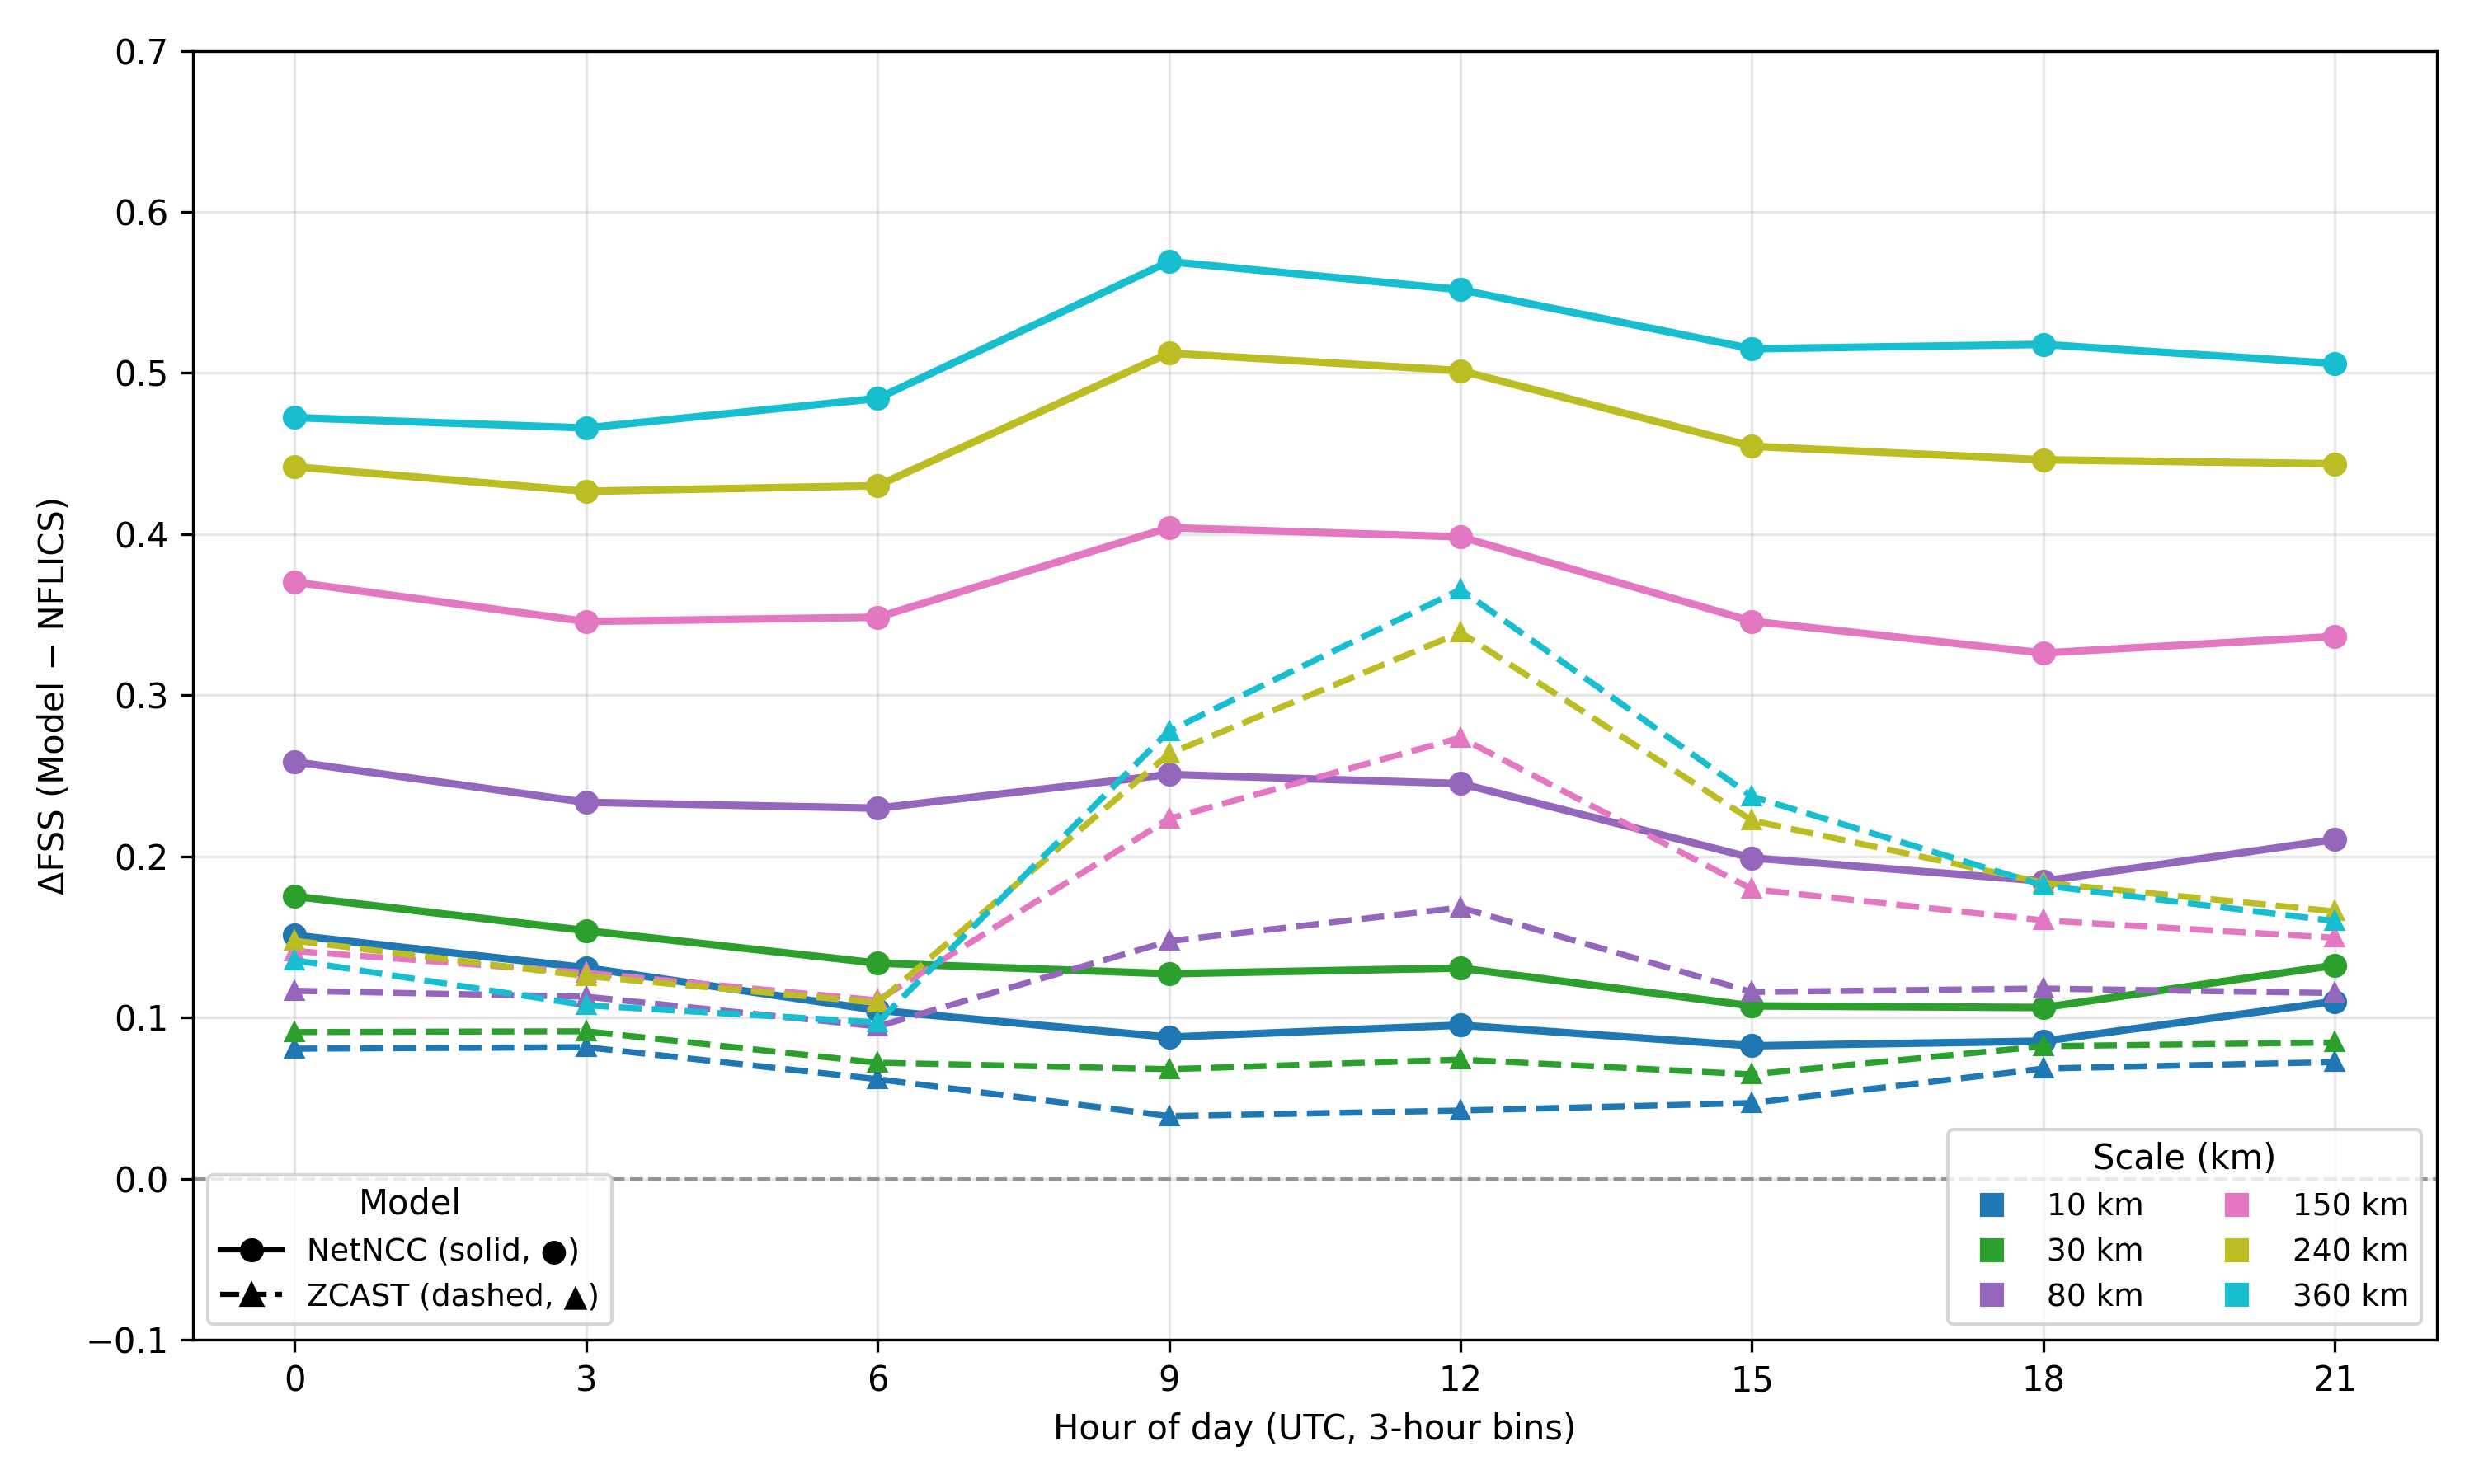 0.7
0.6
0.5
0.4
0.3
0.2
0.1
0.0
−0.1
ΔFSS (Model − NFLICS)
0 3 6 9 12 15 18 21
Hour of day (UTC, 3-hour bins)
Model
NetNCC (solid, ●)
ZCAST (dashed, ▲)
Scale (km)
10 km 150 km
30 km 240 km
80 km 360 km